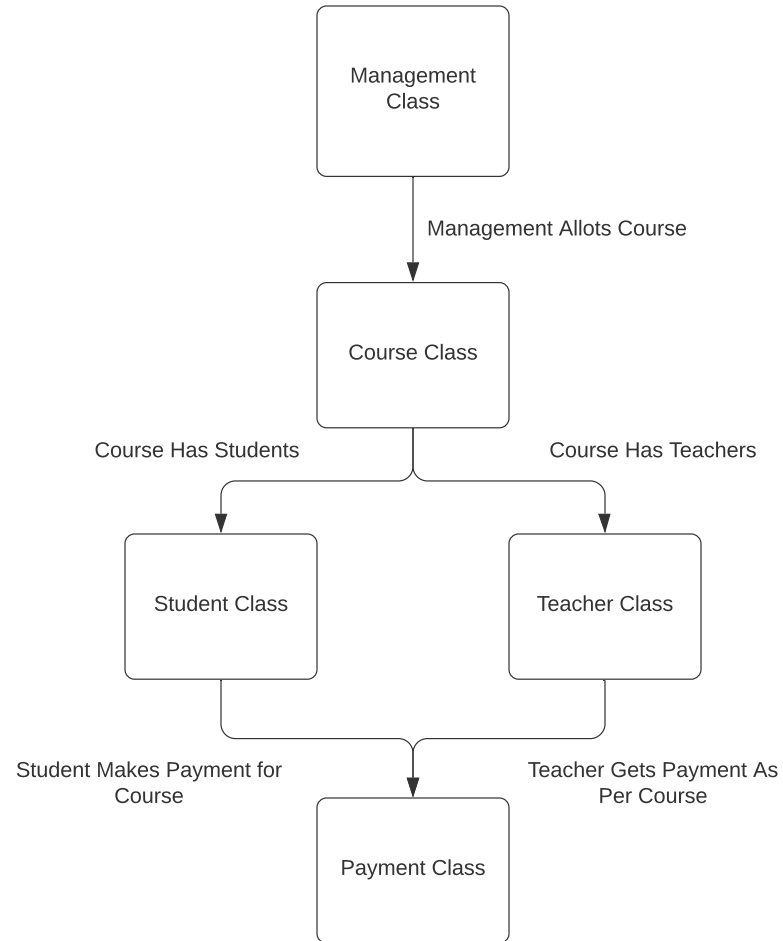 Management
Class
Management Allots Course
Course Class
Course Has Students
Course Has Teachers
Student Class
Teacher Class
Student Makes Payment for
Course
Teacher Gets Payment As
Per Course
Payment Class